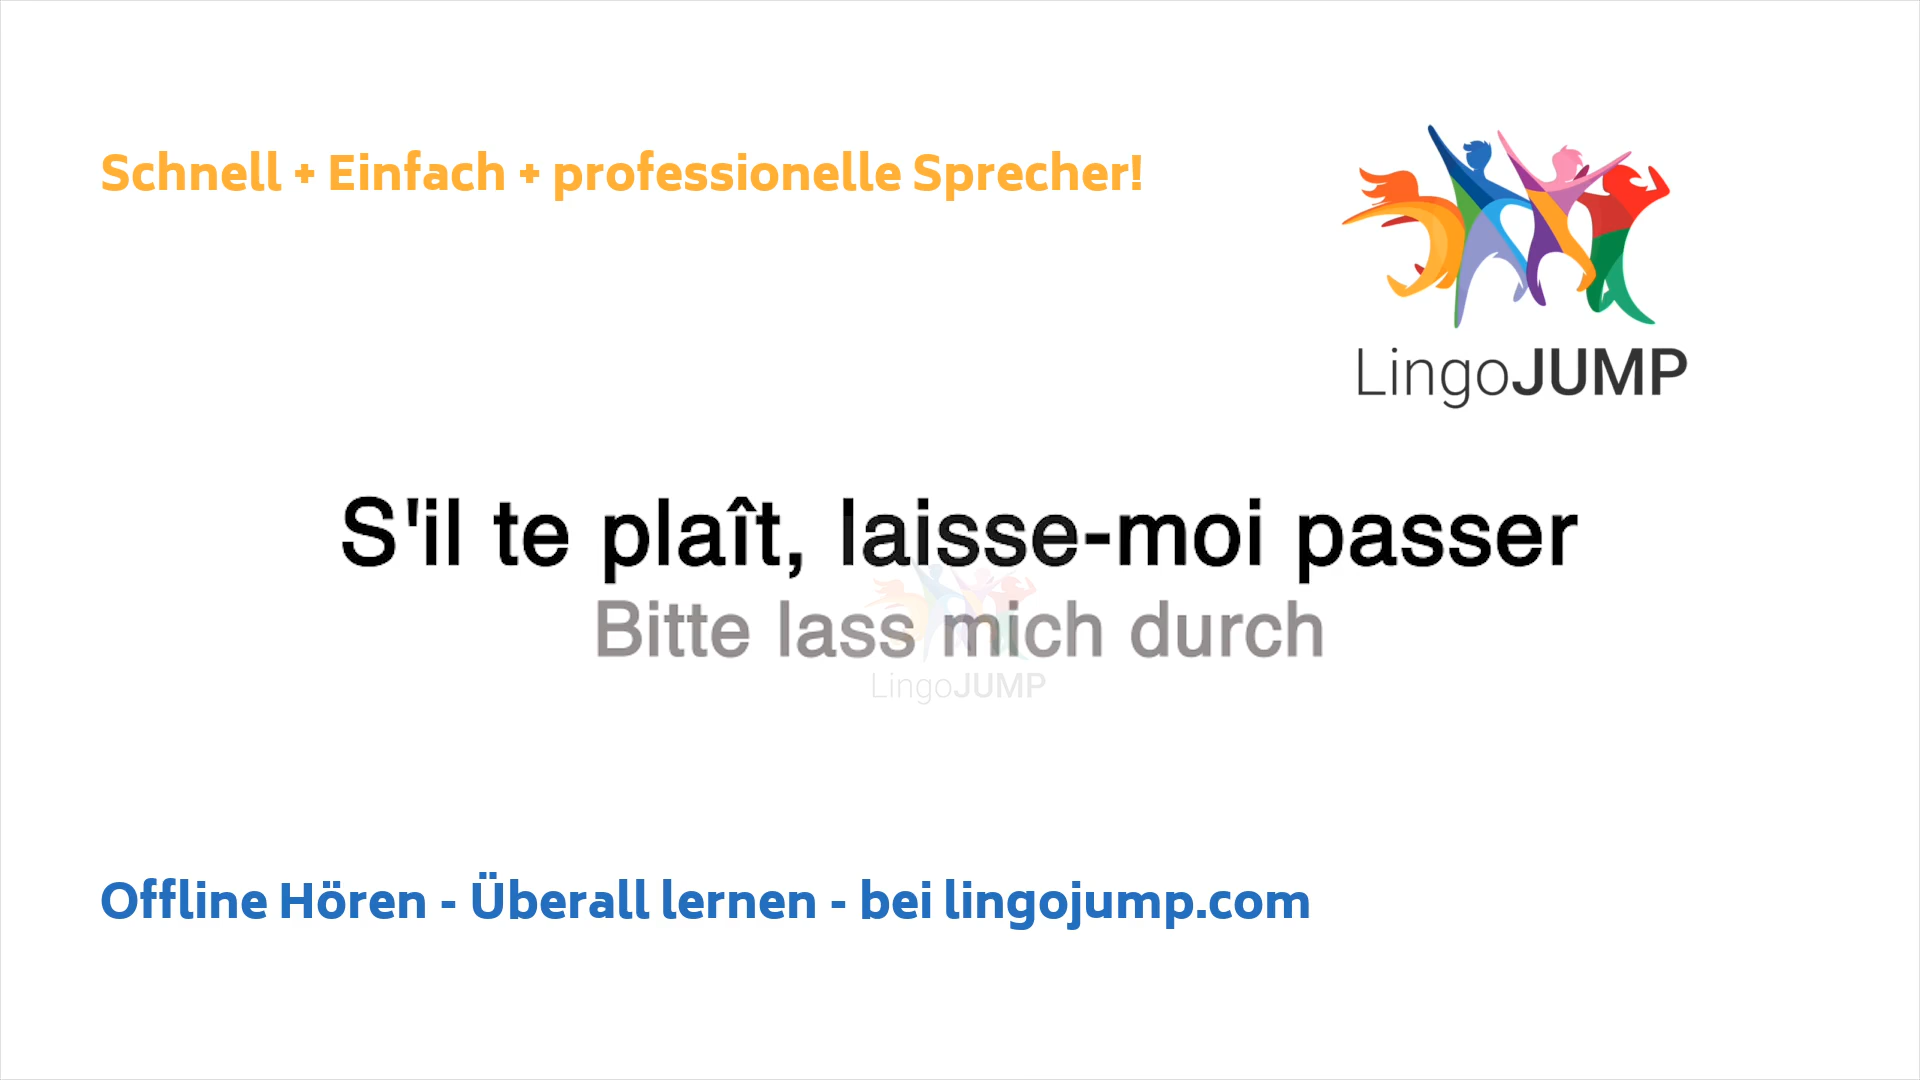 Schnell + Einfach + professionelle Sprecher!
LingoJUMP
S'il te plaît, laisse-moi passer
Bitte lass mich durch
LingoJUMP
Offline Hören - Überall lernen - bei lingojump.com